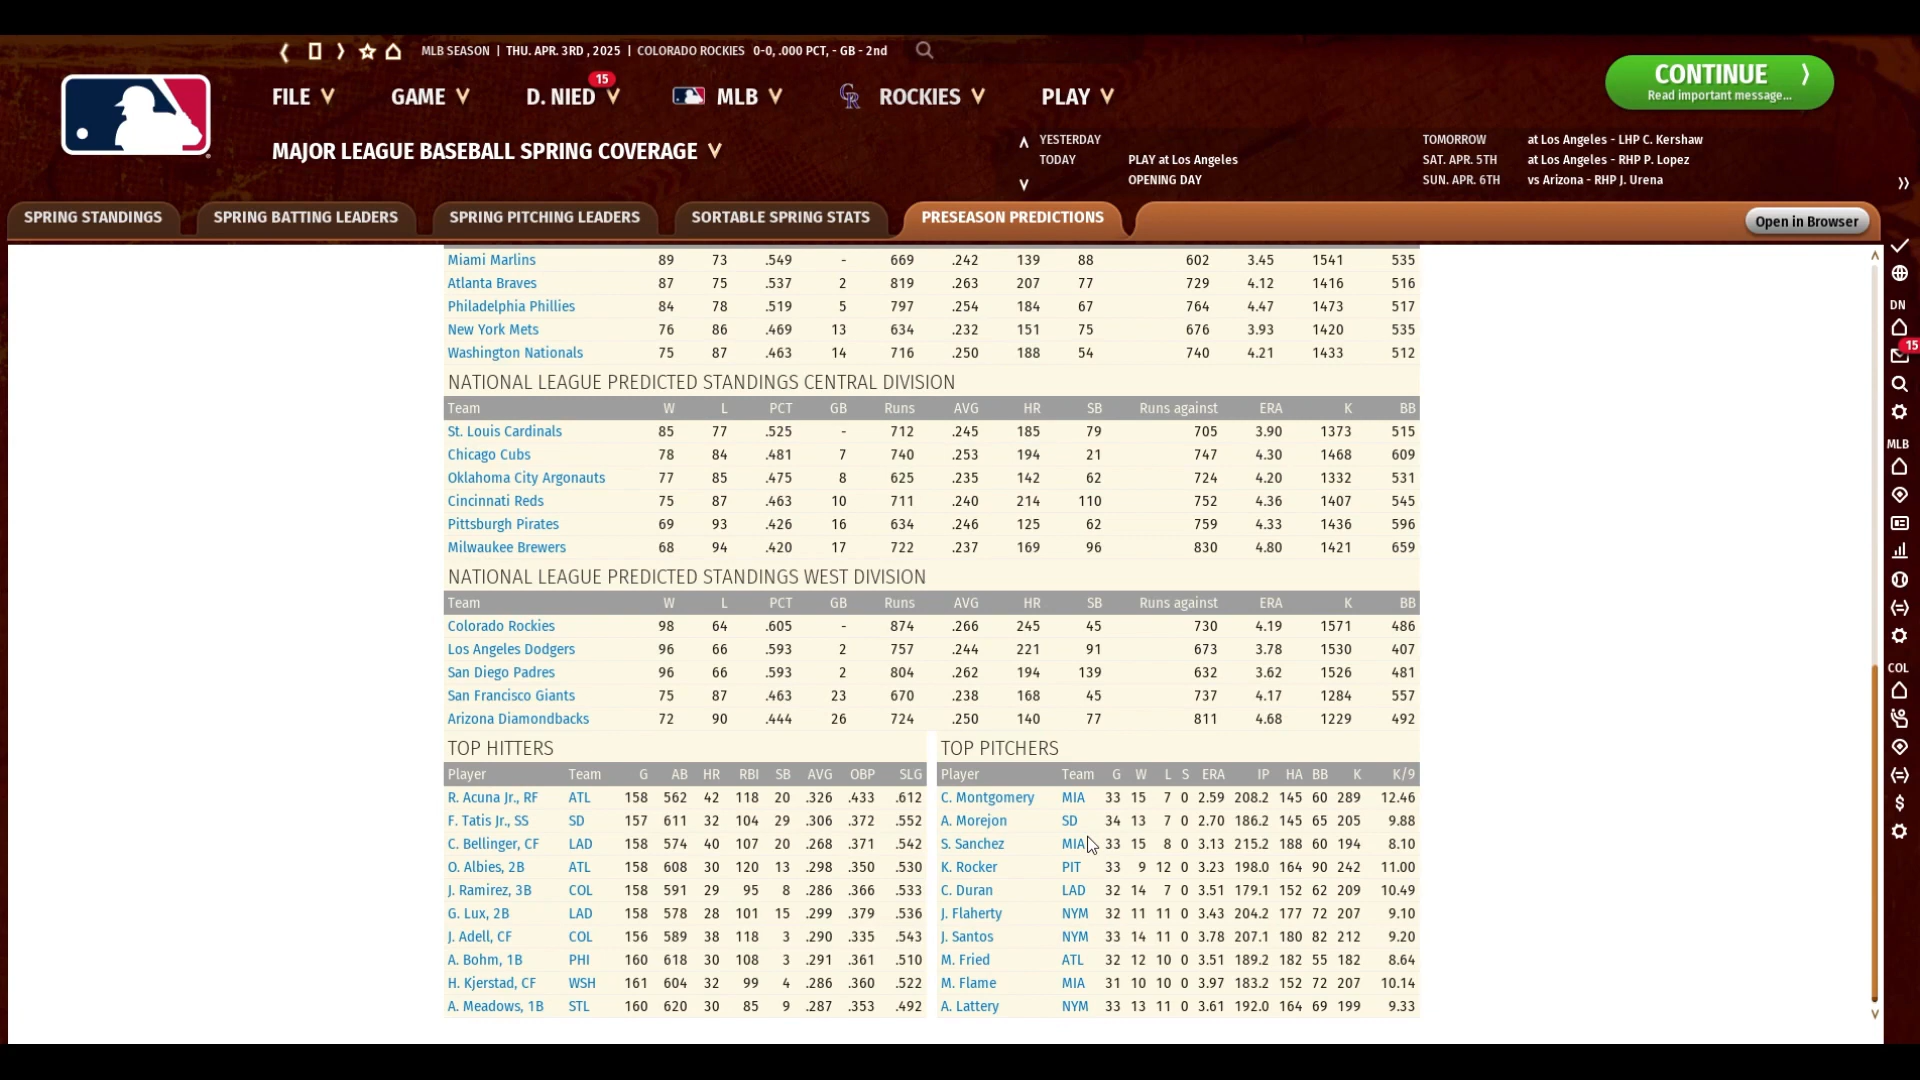 MLB SEASON | THU. APR. 3RD , 2025 | COLORADO ROCKIES 0-0, .000 PCT, - GB - 2nd
FILE GAME D. NIED 15 MLB ROCKIES PLAY
CONTINUE
Read important message...
MAJOR LEAGUE BASEBALL SPRING COVERAGE
YESTERDAY
TODAY PLAY at Los Angeles
OPENING DAY
TOMORROW at Los Angeles - LHP C. Kershaw
SAT. APR. 5TH at Los Angeles - RHP P. Lopez
SUN. APR. 6TH vs Arizona - RHP J. Urena
SPRING STANDINGS SPRING BATTING LEADERS SPRING PITCHING LEADERS SORTABLE SPRING STATS PRESEASON PREDICTIONS Open in Browser
Miami Marlins 89 73 .549 - 669 .242 139 88 602 3.45 1541 535
Atlanta Braves 87 75 .537 2 819 .263 207 77 729 4.12 1416 516
Philadelphia Phillies 84 78 .519 5 797 .254 184 67 764 4.47 1473 517
New York Mets 76 86 .469 13 634 .232 151 75 676 3.93 1420 535
Washington Nationals 75 87 .463 14 716 .250 188 54 740 4.21 1433 512
NATIONAL LEAGUE PREDICTED STANDINGS CENTRAL DIVISION
Team W L PCT GB Runs AVG HR SB Runs against ERA K BB
St. Louis Cardinals 85 77 .525 - 712 .245 185 79 705 3.90 1373 515
Chicago Cubs 78 84 .481 7 740 .253 194 21 747 4.30 1468 609
Oklahoma City Argonauts 77 85 .475 8 625 .235 142 62 724 4.20 1332 531
Cincinnati Reds 75 87 .463 10 711 .240 214 110 752 4.36 1407 545
Pittsburgh Pirates 69 93 .426 16 634 .246 125 62 759 4.33 1436 596
Milwaukee Brewers 68 94 .420 17 722 .237 169 96 830 4.80 1421 659
NATIONAL LEAGUE PREDICTED STANDINGS WEST DIVISION
Team W L PCT GB Runs AVG HR SB Runs against ERA K BB
Colorado Rockies 98 64 .605 - 874 .266 245 45 730 4.19 1571 486
Los Angeles Dodgers 96 66 .593 2 757 .244 221 91 673 3.78 1530 407
San Diego Padres 96 66 .593 2 804 .262 194 139 632 3.62 1526 481
San Francisco Giants 75 87 .463 23 670 .238 168 45 737 4.17 1284 557
Arizona Diamondbacks 72 90 .444 26 724 .250 140 77 811 4.68 1229 492
TOP HITTERS
Player Team G AB HR RBI SB AVG OBP SLG
R. Acuna Jr., RF ATL 158 562 42 118 20 .326 .433 .612
F. Tatis Jr., SS SD 157 611 32 104 29 .306 .372 .552
C. Bellinger, CF LAD 158 574 40 107 20 .268 .371 .542
O. Albies, 2B ATL 158 608 30 120 13 .298 .350 .530
J. Ramirez, 3B COL 158 591 29 95 8 .286 .366 .533
G. Lux, 2B LAD 158 578 28 101 15 .299 .379 .536
J. Adell, CF COL 156 589 38 118 3 .290 .335 .543
A. Bohm, 1B PHI 160 618 30 108 3 .291 .361 .510
H. Kjerstad, CF WSH 161 604 32 99 4 .286 .360 .522
A. Meadows, 1B STL 160 620 30 85 9 .287 .353 .492
TOP PITCHERS
Player Team G W L S ERA IP HA BB K K/9
C. Montgomery MIA 33 15 7 0 2.59 208.2 145 60 289 12.46
A. Morejon SD 34 13 7 0 2.70 186.2 145 65 205 9.88
S. Sanchez MIA 33 15 8 0 3.13 215.2 188 60 194 8.10
K. Rocker PIT 33 9 12 0 3.23 198.0 164 90 242 11.00
C. Duran LAD 32 14 7 0 3.51 179.1 152 62 209 10.49
J. Flaherty NYM 32 11 11 0 3.43 204.2 177 72 207 9.10
J. Santos NYM 33 14 11 0 3.78 207.1 180 82 212 9.20
M. Fried ATL 32 12 10 0 3.51 189.2 182 55 182 8.64
M. Flame MIA 31 10 10 0 3.97 183.2 152 72 207 10.14
A. Lattery NYM 33 13 11 0 3.61 192.0 164 69 199 9.33
DN
15
MLB
COL